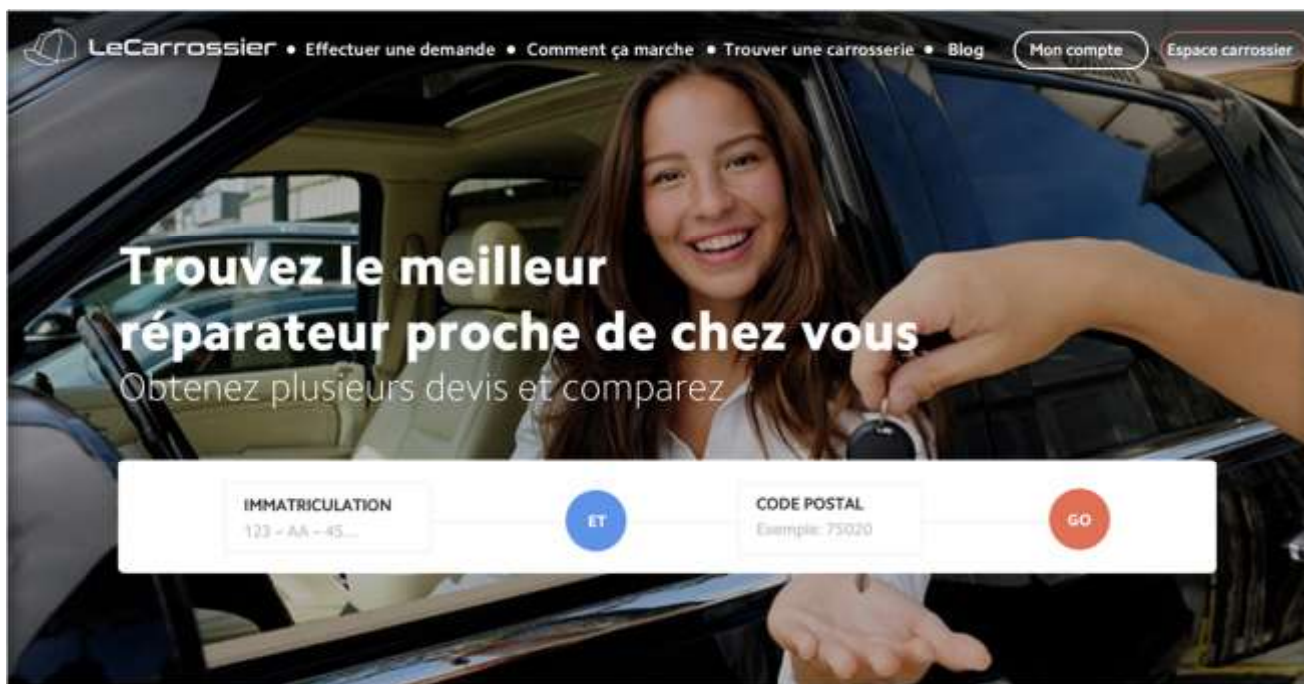 LeCarrossier • Effectuer une demande • Comment ça marche • Trouver une carrosserie • Blog Mon compte Espace carrossier
Trouvez le meilleur
réparateur proche de chez vous
Obtenez plusieurs devis et comparez
IMMATRICULATION ET CODE POSTAL GO
123 – AA – 45... Exemple: 75020